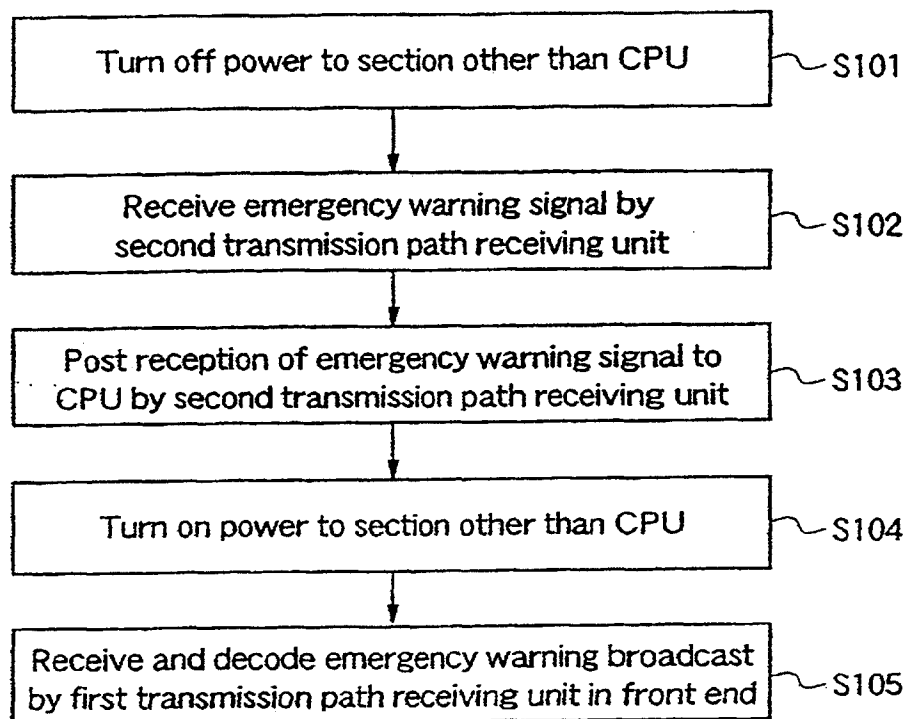 Turn off power to section other than CPU
S101
Receive emergency warning signal by
second transmission path receiving unit
S102
Post reception of emergency warning signal to
CPU by second transmission path receiving unit
S103
Turn on power to section other than CPU
S104
Receive and decode emergency warning broadcast
by first transmission path receiving unit in front end
S105